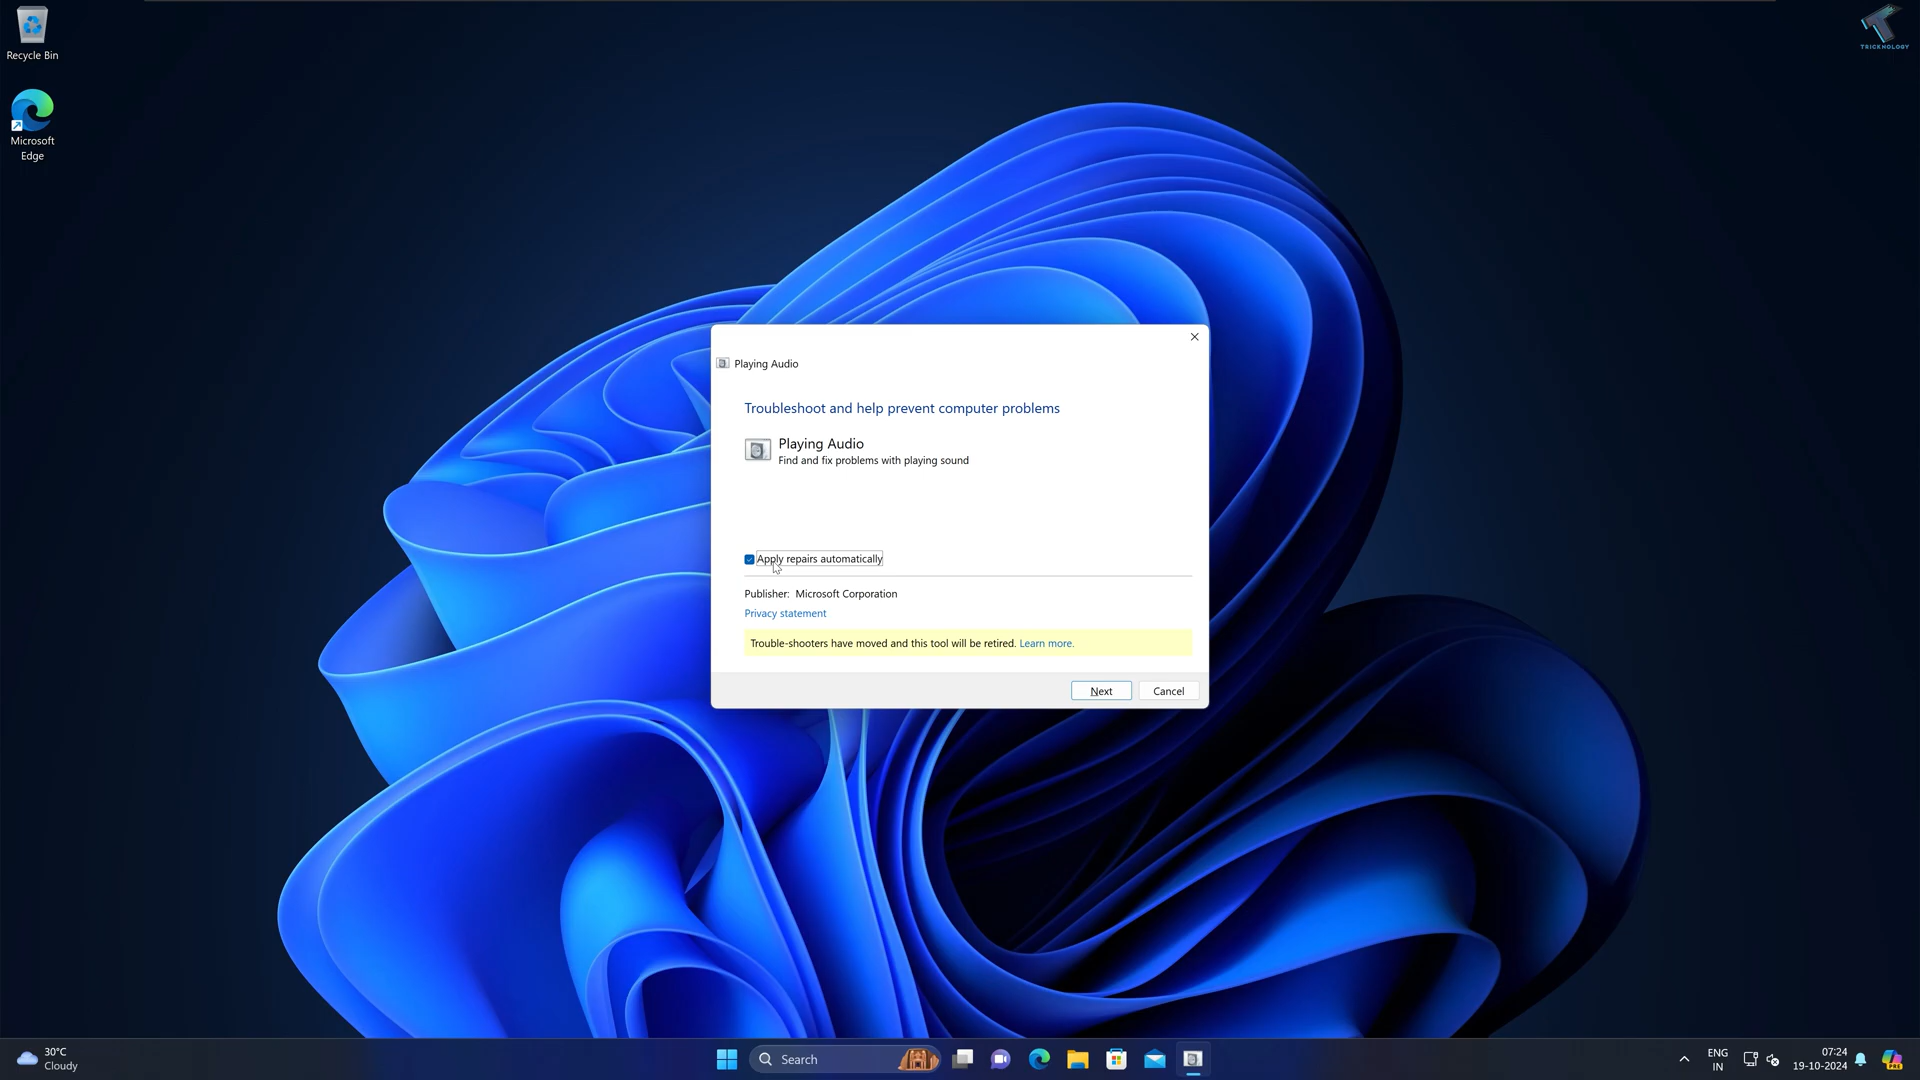 Recycle Bin
TRICKNOLOGY
Microsoft
Edge
Playing Audio
Troubleshoot and help prevent computer problems
Playing Audio
Find and fix problems with playing sound
Apply repairs automatically
Publisher: Microsoft Corporation
Privacy statement
Trouble-shooters have moved and this tool will be retired. Learn more.
Next
Cancel
30°C
Cloudy
Search
ENG
IN
07:24
19-10-2024
PRE